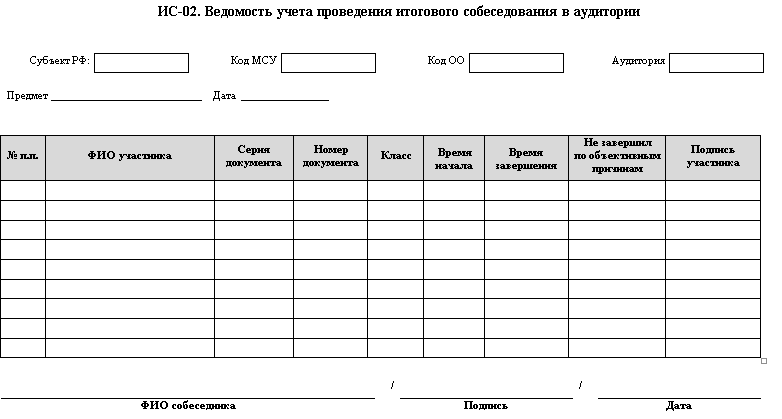 ИС-02. Ведомость учета проведения итогового собеседования в аудитории
Субъект РФ: Код МСУ Код ОО Аудитория
Предмет Дата
№ п.п. ФИО участника Серия документа Номер документа Класс Время начала Время завершения Не завершил по объективным причинам Подпись участника
/ /
ФИО собеседника Подпись Дата